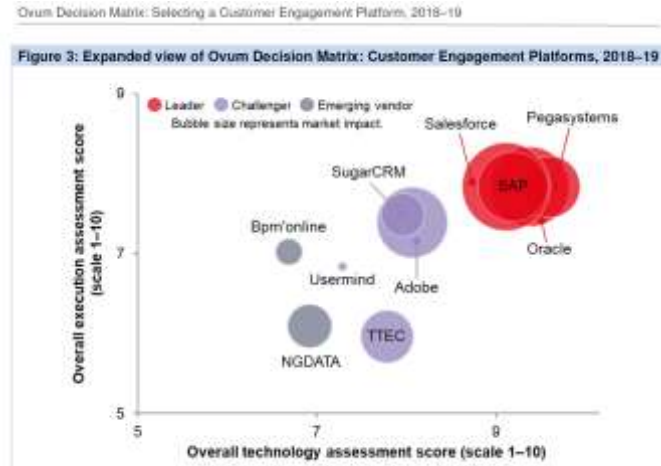 Ovum Decision Matrix: Selecting a Customer Engagement Platform, 2018–19
Figure 3: Expanded view of Ovum Decision Matrix: Customer Engagement Platforms, 2018–19
9
Leader Challenger Emerging vendor
Bubble size represents market impact.
Salesforce
Pegasystems
SugarCRM
SAP
Bpm'online
7
Oracle
Usermind
Adobe
TTEC
NGDATA
5
5 7 9
Overall execution assessment score
(scale 1–10)
Overall technology assessment score (scale 1–10)